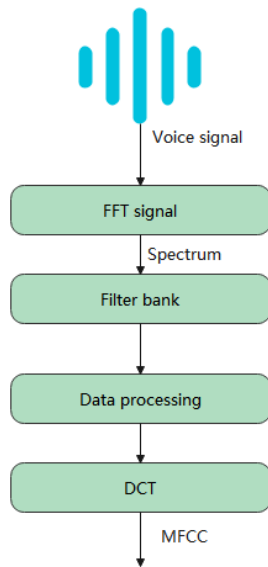 Voice signal
FFT signal
Spectrum
Filter bank
Data processing
DCT
MFCC